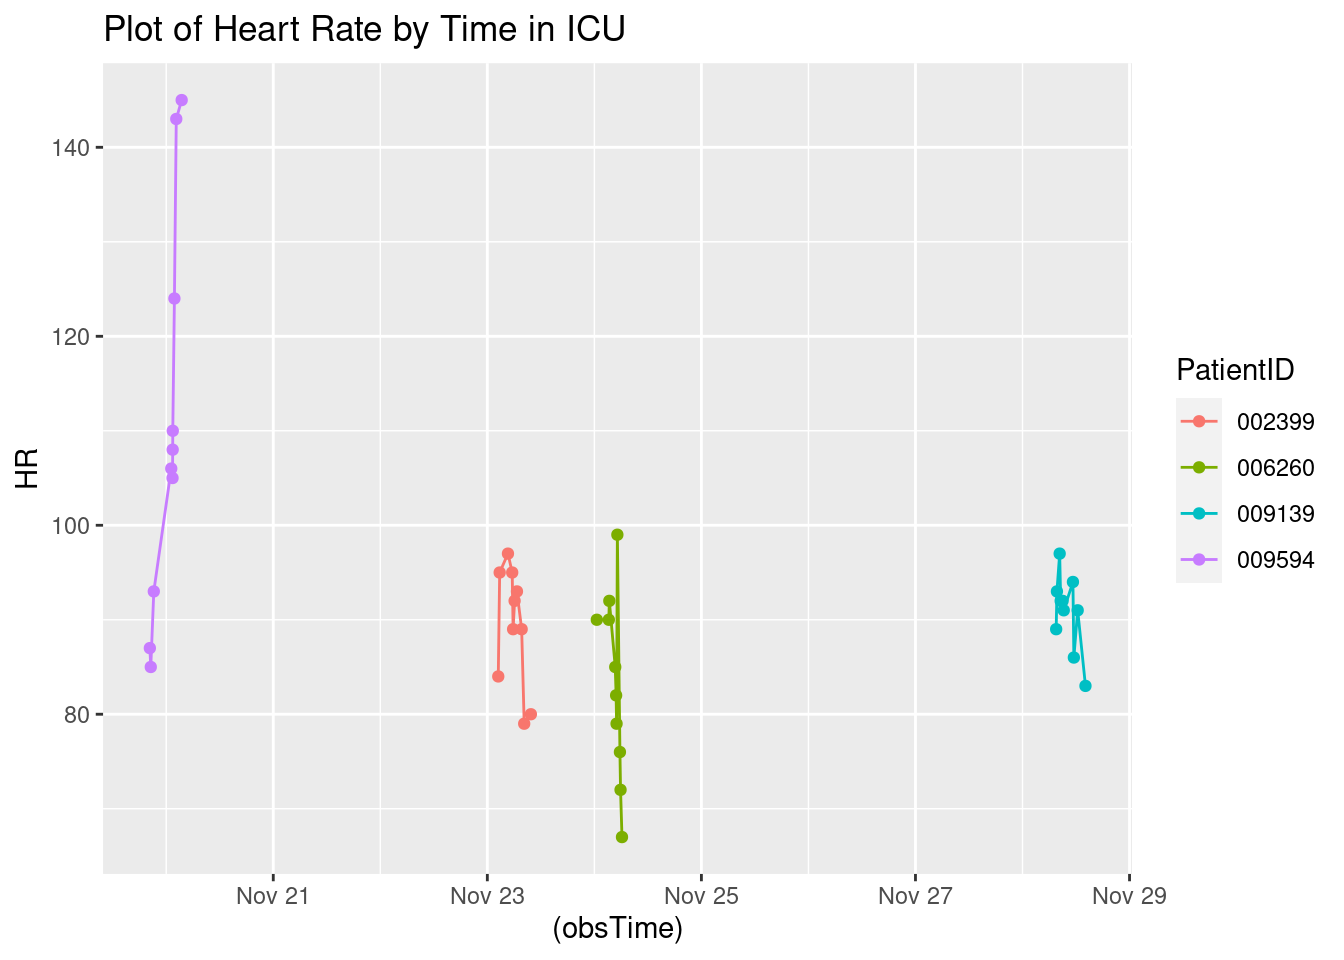 Plot of Heart Rate by Time in ICU
140
120
100
80
HR
Nov 21
Nov 23
Nov 25
Nov 27
Nov 29
(obsTime)
PatientID
002399
006260
009139
009594